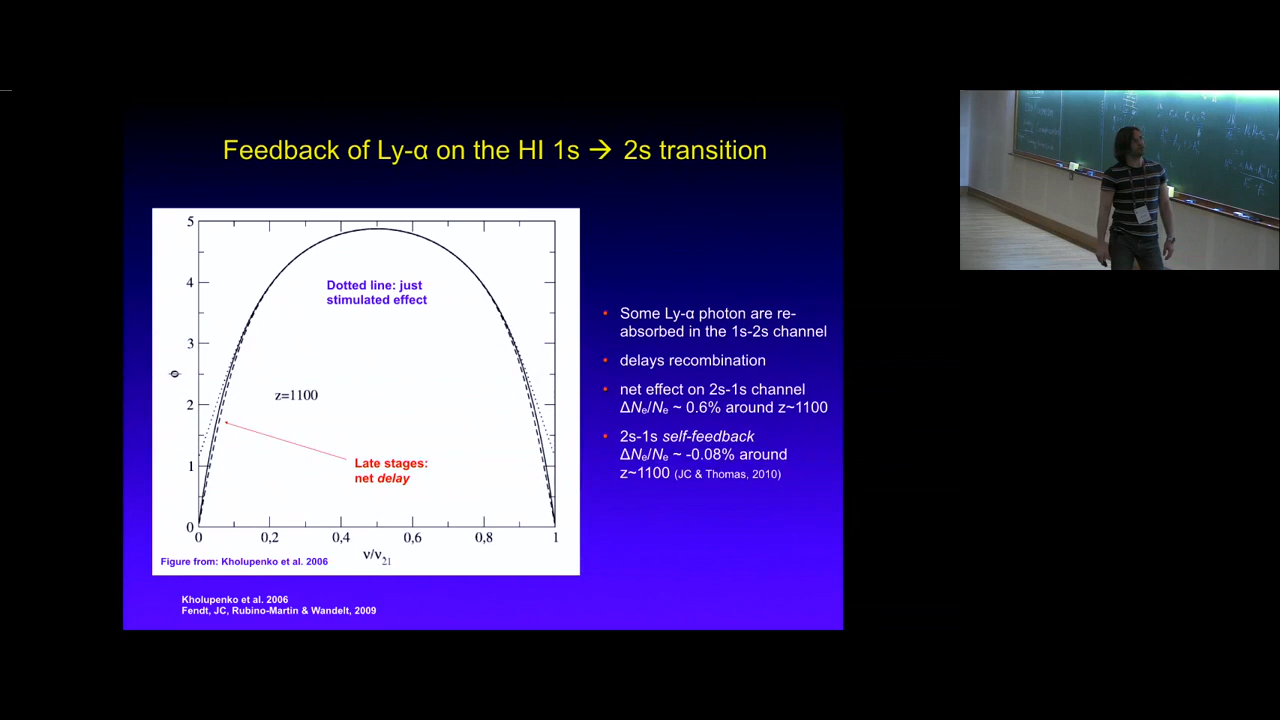 Feedback of Ly-α on the HI 1s → 2s transition
5
4
3
2
1
0
ϕ
Dotted line: just
stimulated effect
z=1100
Late stages:
net delay
0
0,2
0,4
0,6
0,8
1
ν/ν21
Figure from: Kholupenko et al. 2006
• Some Ly-α photon are re-
absorbed in the 1s-2s channel
• delays recombination
• net effect on 2s-1s channel
ΔNe/Ne ~ 0.6% around z~1100
• 2s-1s self-feedback
ΔNe/Ne ~ -0.08% around
z~1100 (JC & Thomas, 2010)
Kholupenko et al. 2006
Fendt, JC, Rubino-Martin & Wandelt, 2009